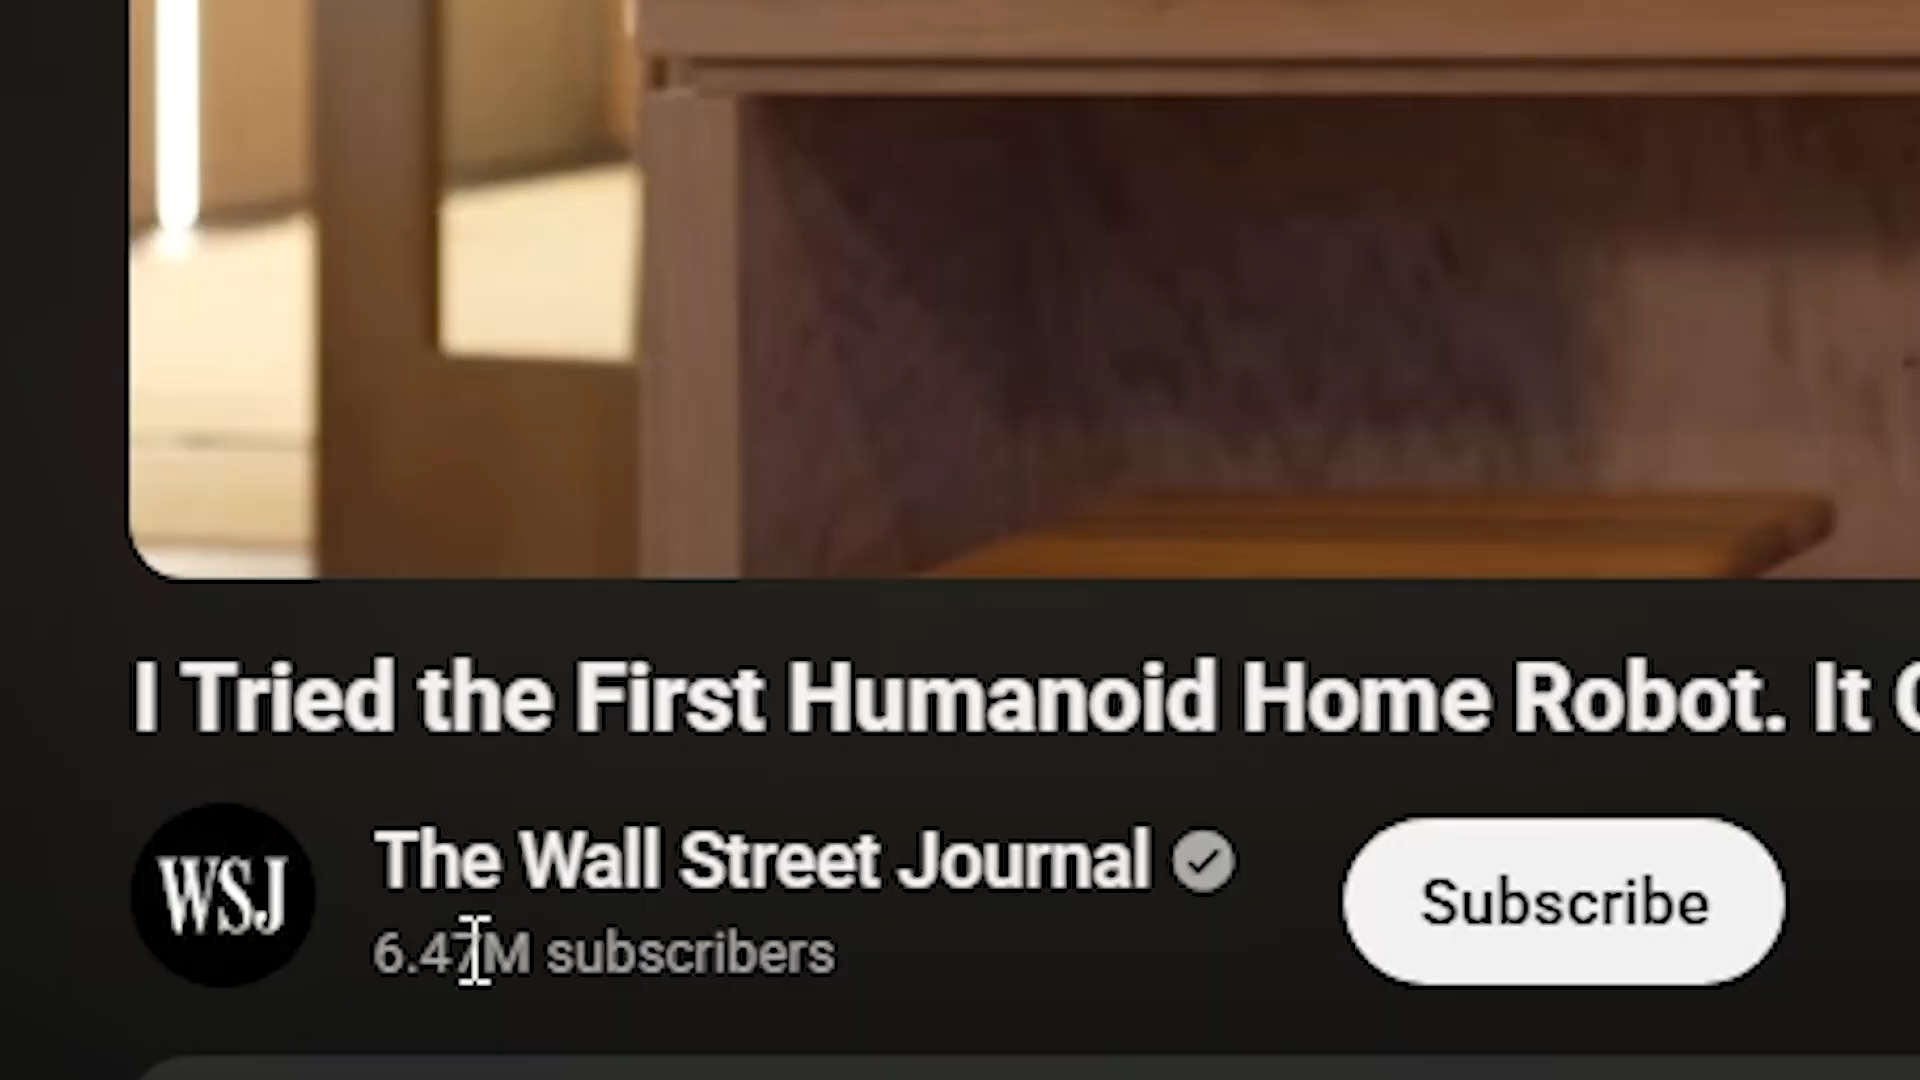 I Tried the First Humanoid Home Robot. It
WSJ
The Wall Street Journal
6.47M subscribers
Subscribe